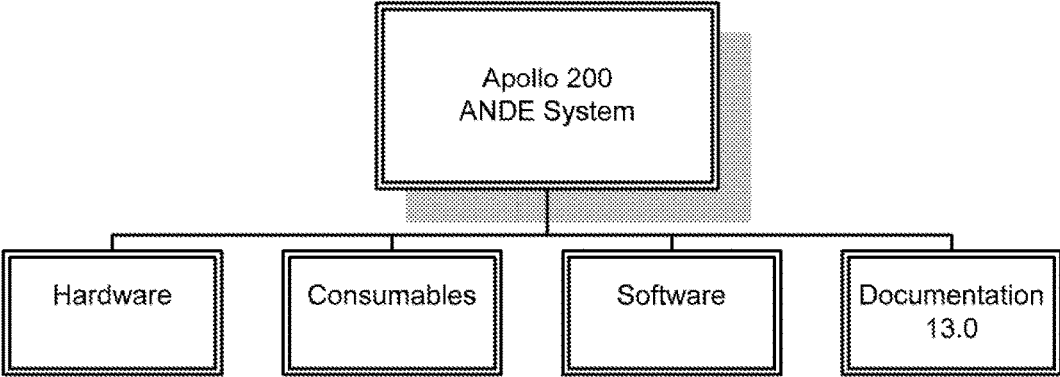 Apollo 200
ANDE System
Hardware
Consumables
Software
Documentation
13.0